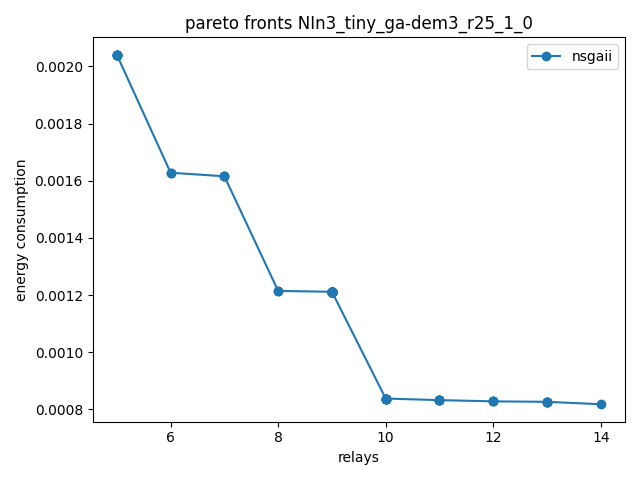 pareto fronts NIn3_tiny_ga-dem3_r25_1_0
nsgaii
0.0020
0.0018
0.0016
0.0014
0.0012
0.0010
0.0008
energy consumption
6 8 10 12 14
relays